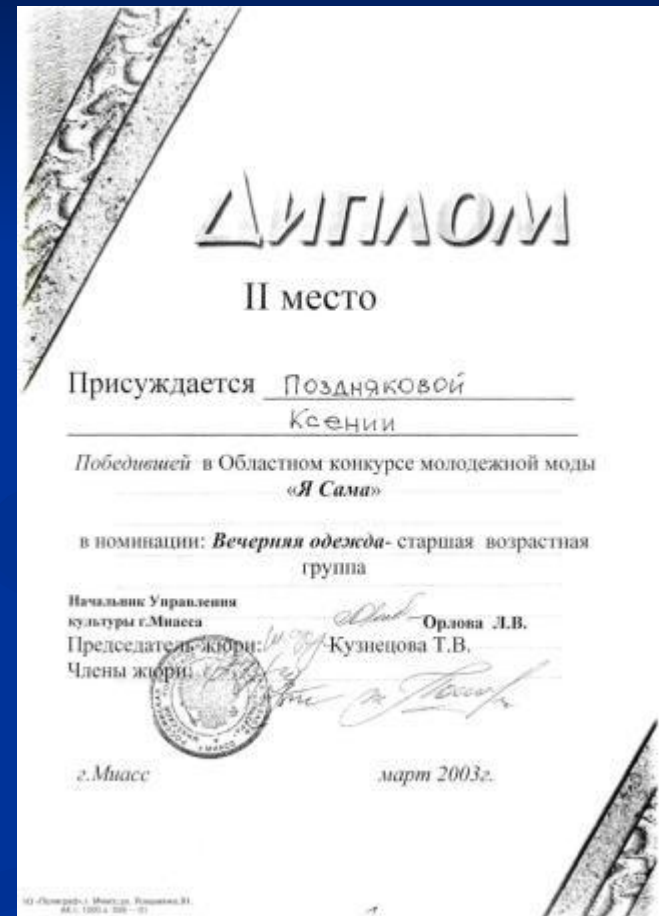 Диплом
II место
Присуждается Поздняковой
Ксении
Победившей в Областном конкурсе молодежной моды
«Я Сама»
в номинации: Вечерняя одежда- старшая возрастная
группа
Начальник Управления
культуры г.Миасса Орлова Л.В.
Председатель жюри: Кузнецова Т.В.
Члены жюри:
г.Миасс март 2003г.